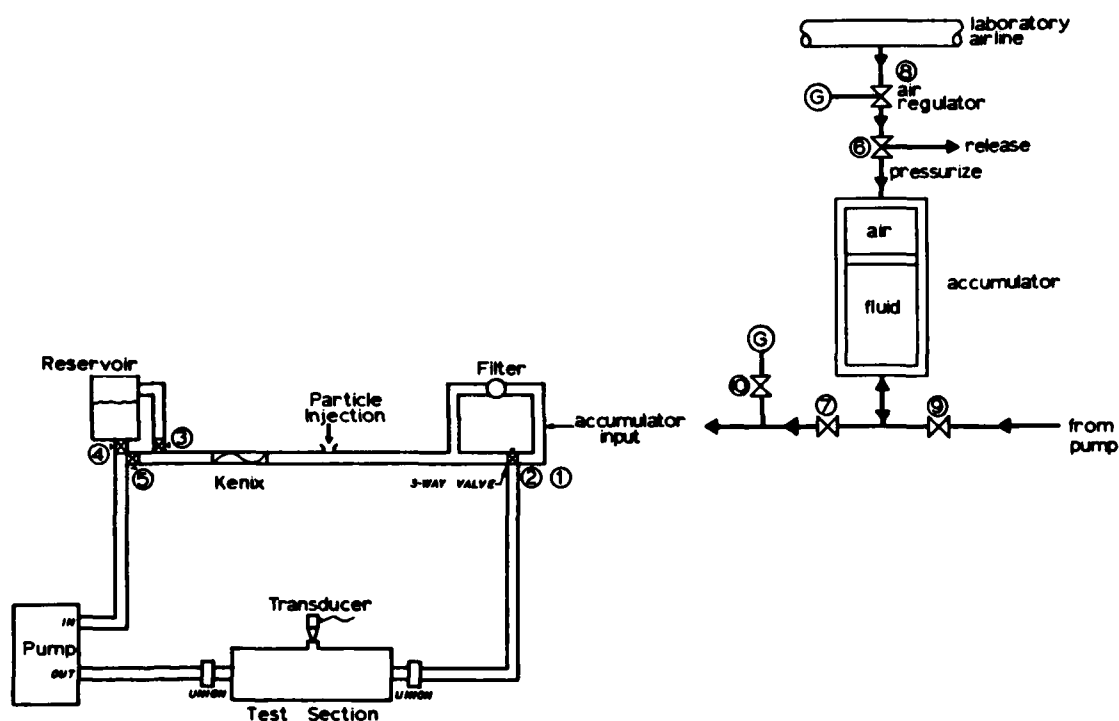 laboratory
airline
⑧
air
regulator
G
⑥
release
pressurize
air
fluid
accumulator
G
⑩
⑦
⑨
from
pump
accumulator
input
Reservoir
Filter
Particle
Injection
③
④
⑤
Kenix
3-WAY VALVE
② ①
Transducer
IN
Pump
OUT
UNION
UNION
Test Section